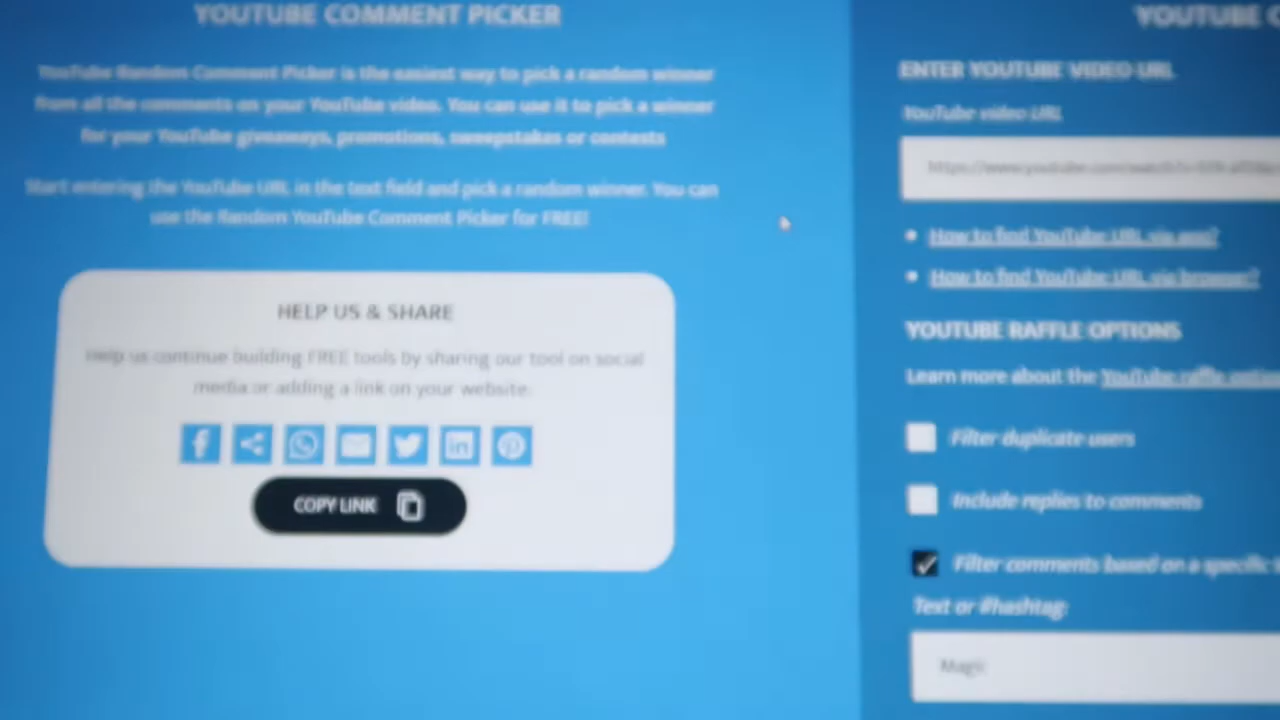 YOUTUBE COMMENT PICKER
YouTube Random Comment Picker is the easiest way to pick a random winner
from all the comments on your YouTube video. You can use it to pick a winner
for your YouTube giveaways, promotions, sweepstakes or contests
Start entering the YouTube URL in the text field and pick a random winner. You can
use the Random YouTube Comment Picker for FREE!
HELP US & SHARE
Help us continue building FREE tools by sharing our tool on social
media or adding a link on your website.
COPY LINK
YOUTUBE
ENTER YOUTUBE VIDEO URL
YouTube video URL
https://www.youtube.com/watch?v=
How to find YouTube URL via app?
How to find YouTube URL via browser?
YOUTUBE RAFFLE OPTIONS
Learn more about the YouTube raffle
Filter duplicate users
Include replies to comments
Filter comments based on a specific
Text or #hashtag: